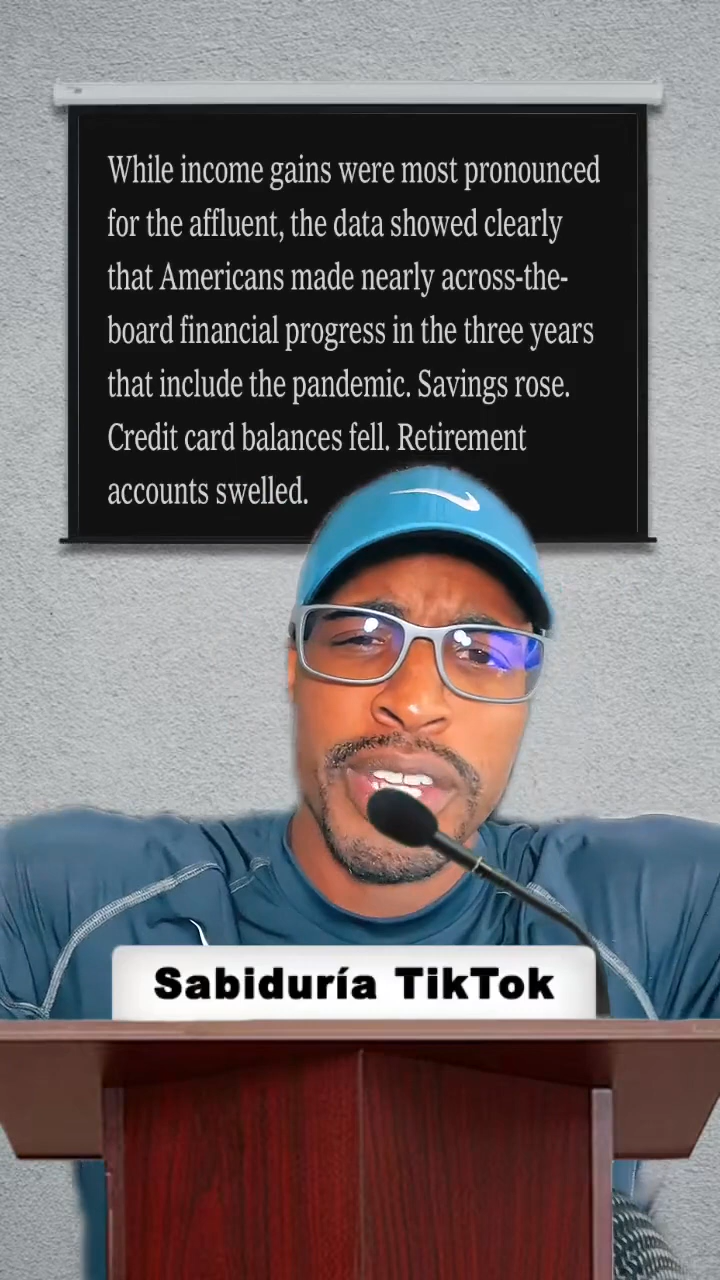 While income gains were most pronounced
for the affluent, the data showed clearly
that Americans made nearly across-the-
board financial progress in the three years
that include the pandemic. Savings rose.
Credit card balances fell. Retirement
accounts swelled.
Sabiduría TikTok